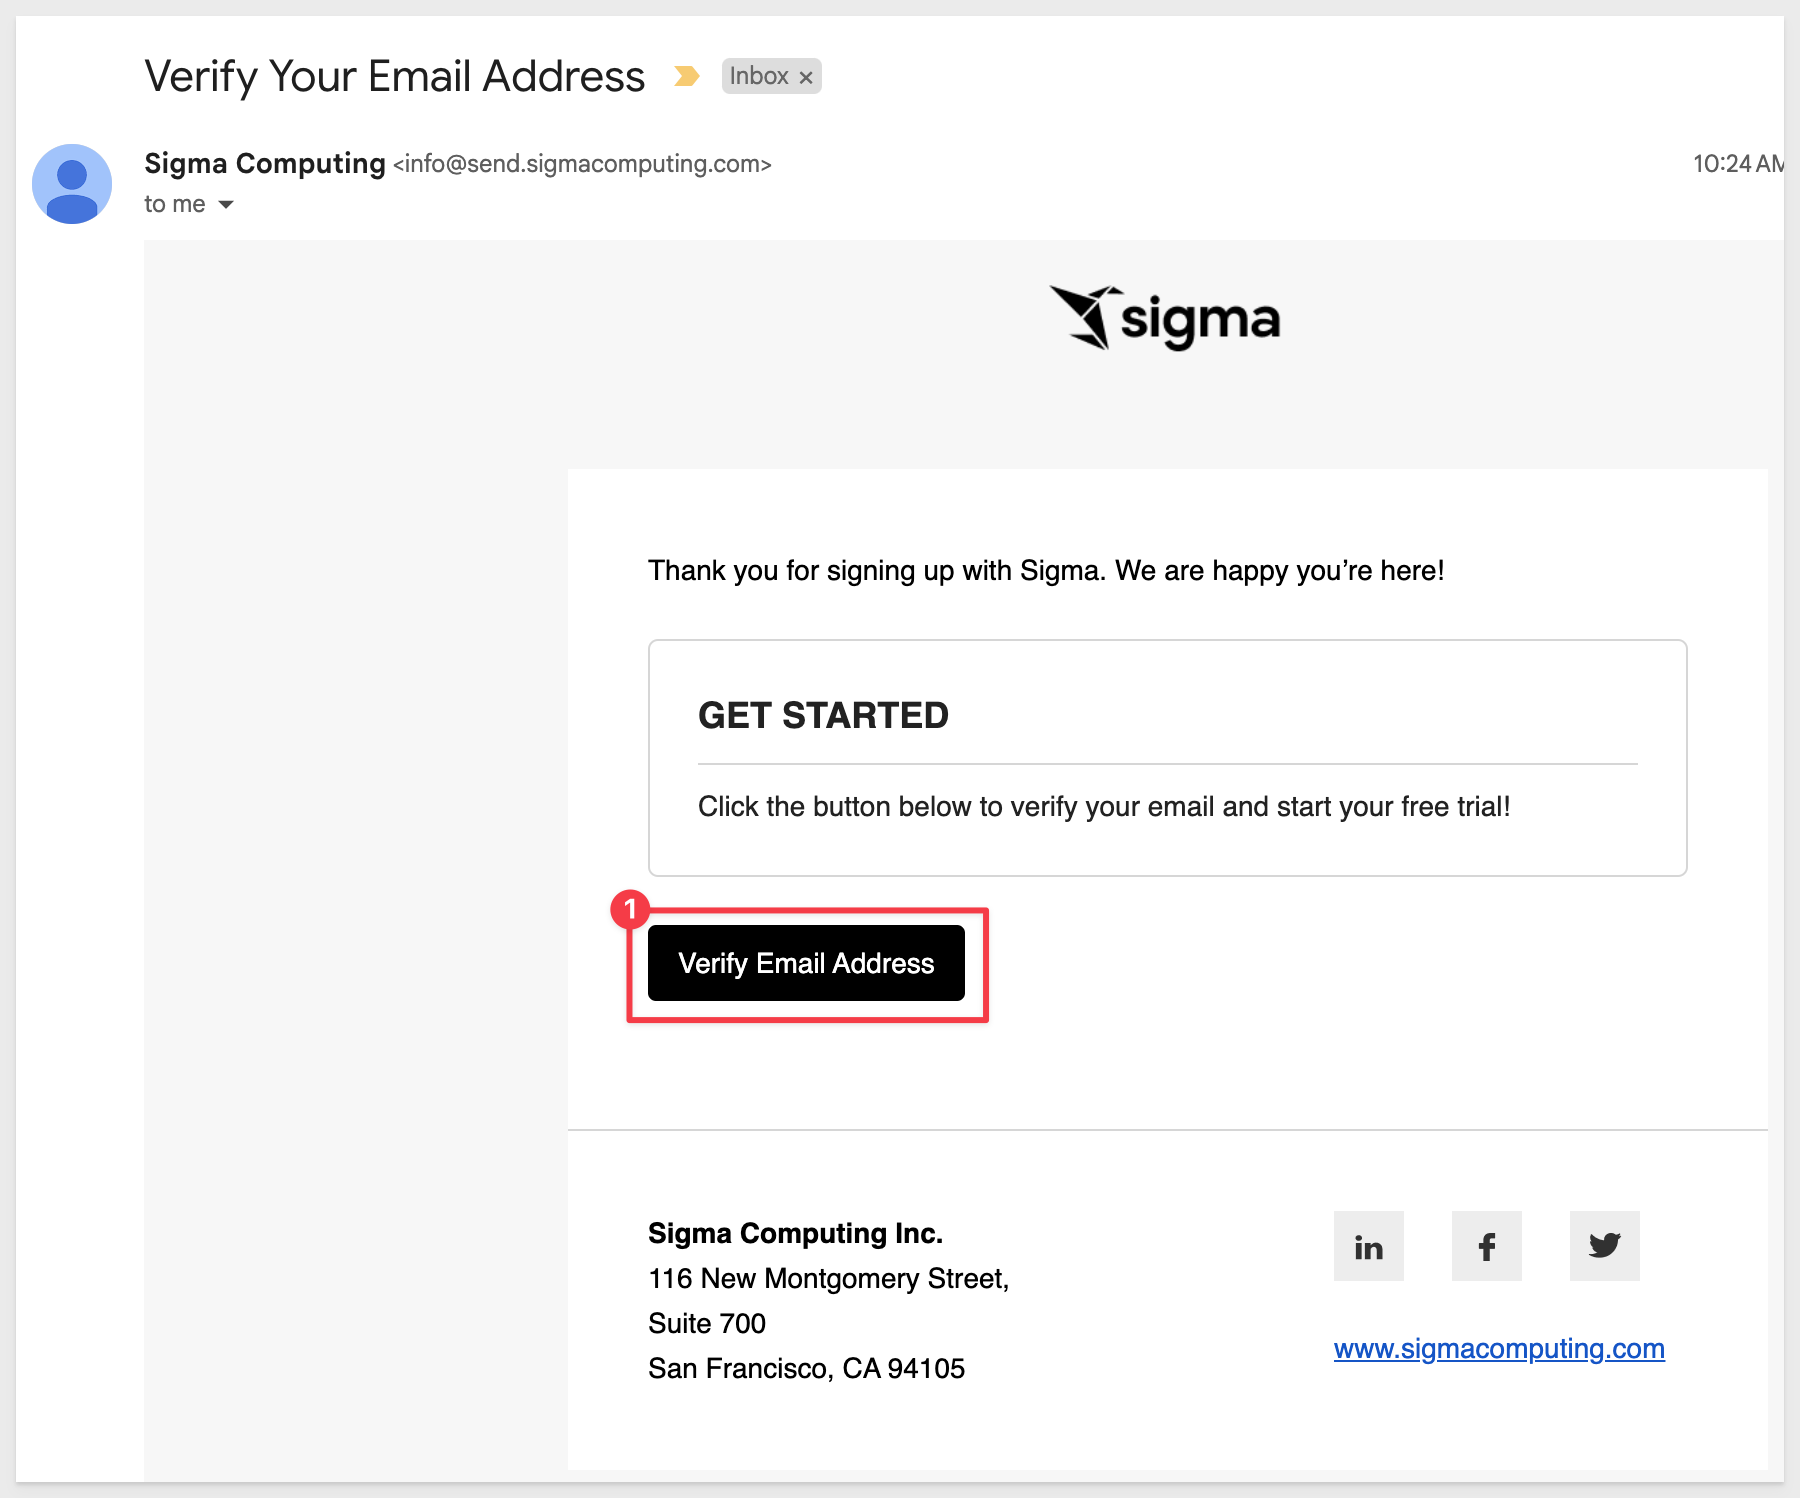 Verify Your Email Address
Inbox ×
Sigma Computing <info@send.sigmacomputing.com>
10:24 AM
to me
sigma
Thank you for signing up with Sigma. We are happy you’re here!
GET STARTED
Click the button below to verify your email and start your free trial!
1
Verify Email Address
Sigma Computing Inc.
116 New Montgomery Street,
Suite 700
San Francisco, CA 94105
in f
www.sigmacomputing.com